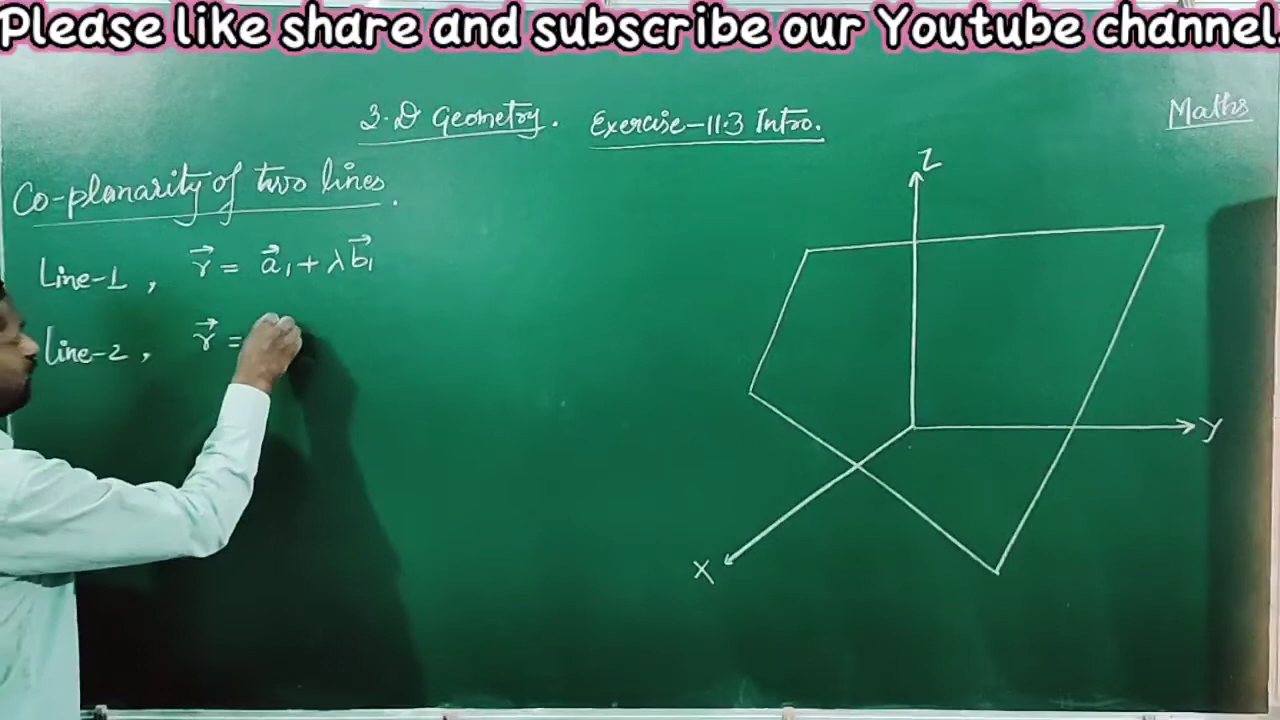 Please like share and subscribe our Youtube channel.
3-D Geometry. Exercise-11.3 Intro.
Maths
Co-planarity of two lines.
Line-1, r⃗ = a⃗₁ + λb⃗₁
Line-2, r⃗ =
Z
Y
X